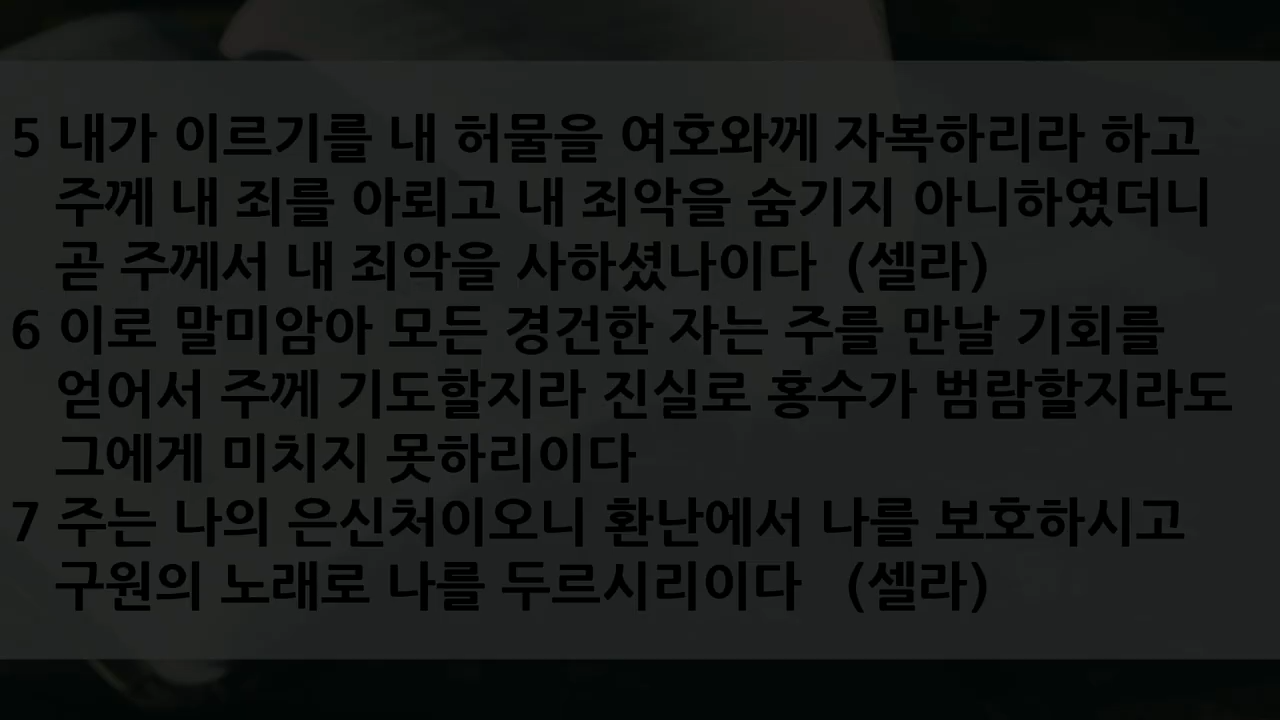 5 내가 이르기를 내 허물을 여호와께 자복하리라 하고
주께 내 죄를 아뢰고 내 죄악을 숨기지 아니하였더니
곧 주께서 내 죄악을 사하셨나이다 (셀라)
6 이로 말미암아 모든 경건한 자는 주를 만날 기회를
얻어서 주께 기도할지라 진실로 홍수가 범람할지라도
그에게 미치지 못하리이다
7 주는 나의 은신처이오니 환난에서 나를 보호하시고
구원의 노래로 나를 두르시리이다 (셀라)